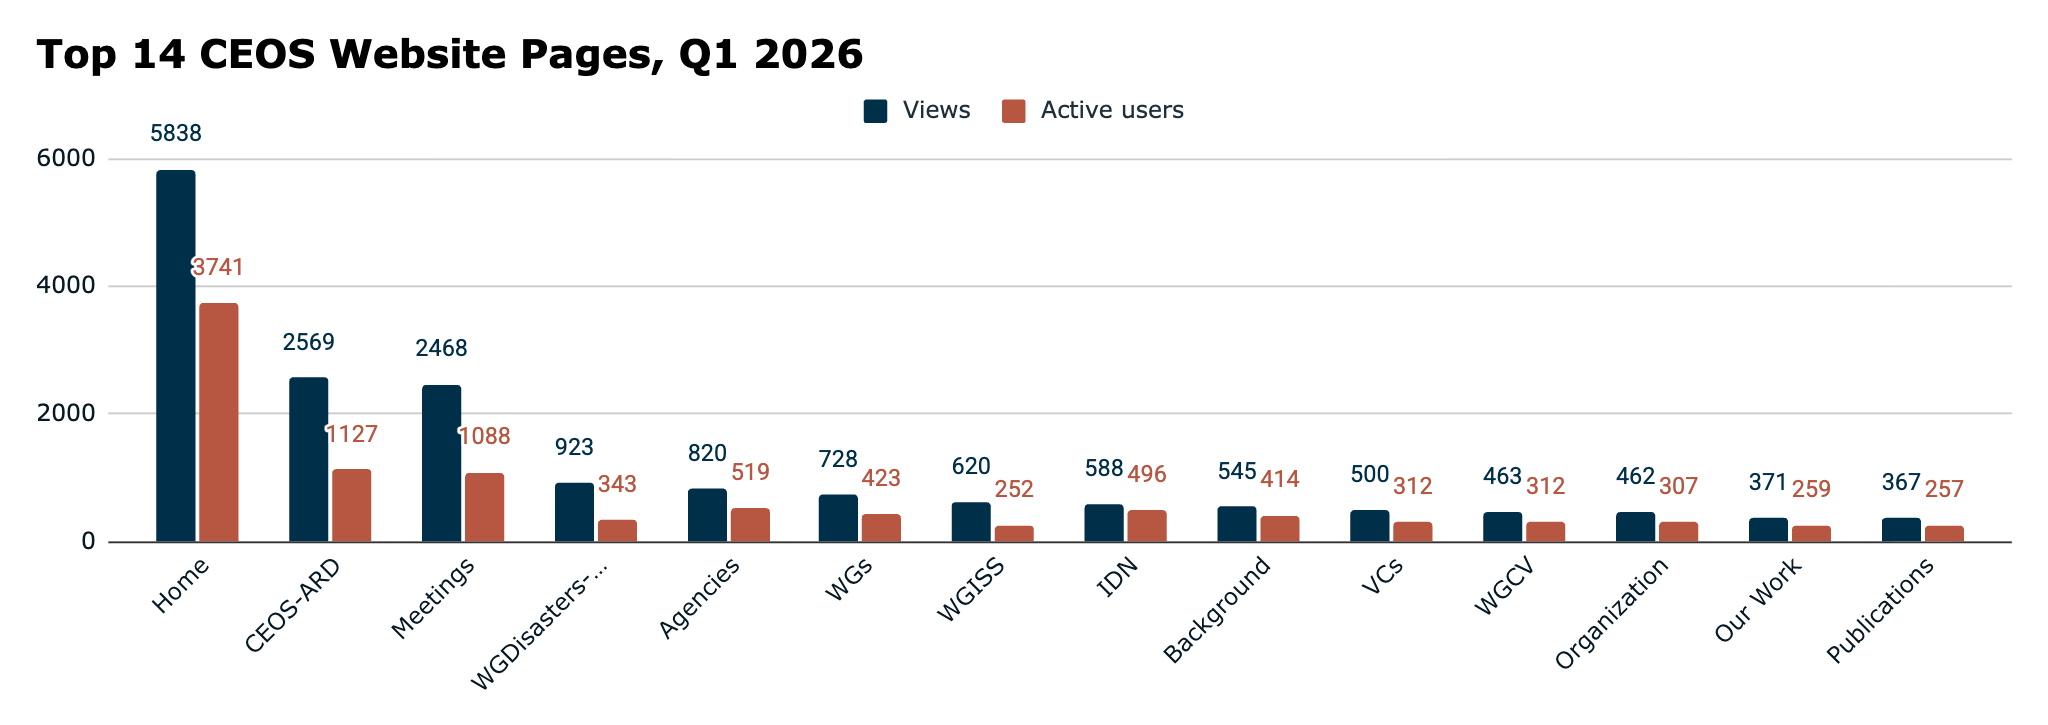 Top 14 CEOS Website Pages, Q1 2026
Views Active users
6000
4000
2000
0
5838 3741
2569 1127
2468 1088
923 343
820 519
728 423
620 252
588 496
545 414
500 312
463 312
462 307
371 259
367 257
Home
CEOS-ARD
Meetings
WGDisasters-...
Agencies
WGs
WGISS
IDN
Background
VCs
WGCV
Organization
Our Work
Publications